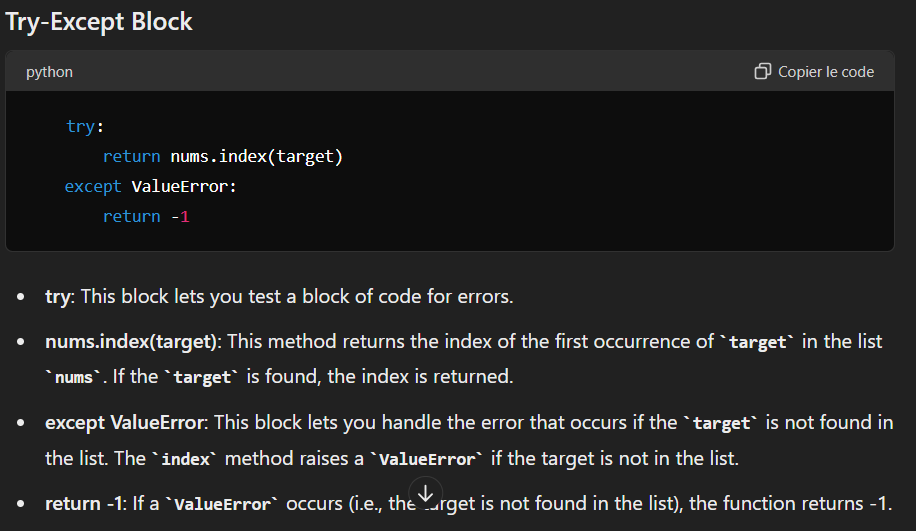 Try-Except Block
python Copier le code
try:
return nums.index(target)
except ValueError:
return -1
• try: This block lets you test a block of code for errors.
• nums.index(target): This method returns the index of the first occurrence of `target` in the list
`nums`. If the `target` is found, the index is returned.
• except ValueError: This block lets you handle the error that occurs if the `target` is not found in
the list. The `index` method raises a `ValueError` if the target is not in the list.
• return -1: If a `ValueError` occurs (i.e., the target is not found in the list), the function returns -1.